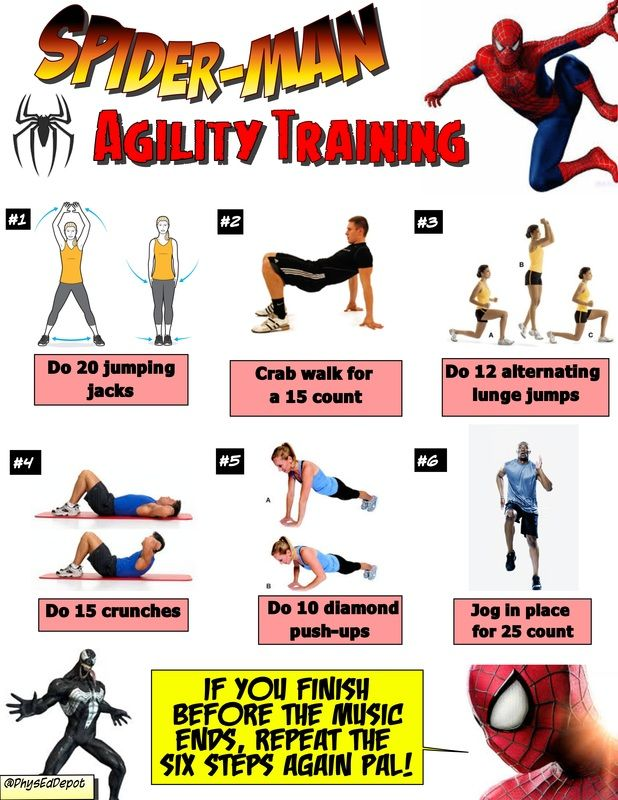 SPIDER-MAN
AGILITY TRAINING
#1
Do 20 jumping
jacks
#2
Crab walk for
a 15 count
#3
A
B
C
Do 12 alternating
lunge jumps
#4
Do 15 crunches
#5
A
B
Do 10 diamond
push-ups
#6
Jog in place
for 25 count
IF YOU FINISH
BEFORE THE MUSIC
ENDS, REPEAT THE
SIX STEPS AGAIN PAL!
@PhysEdDepot